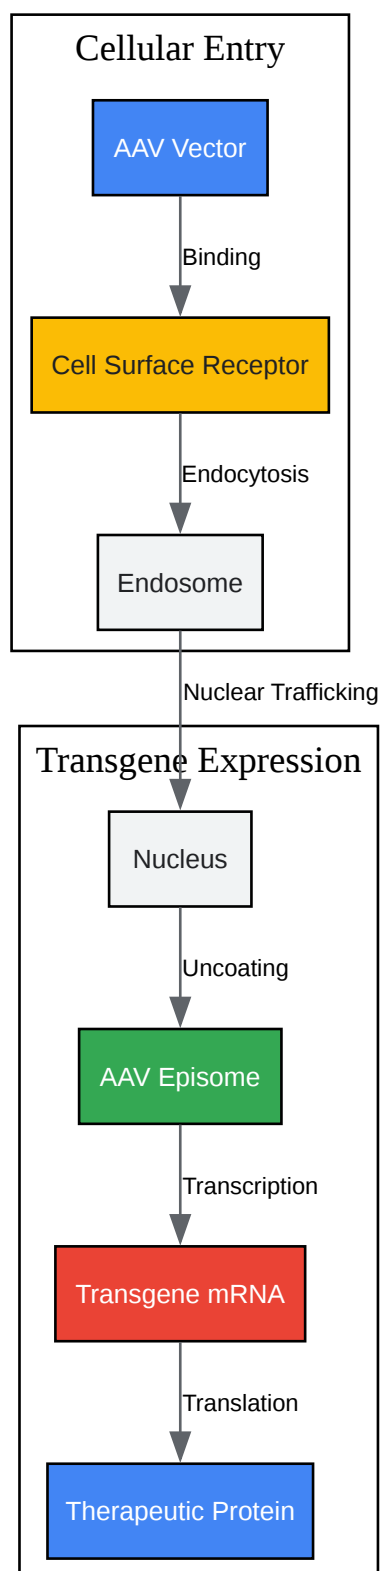 Cellular Entry
AAV Vector
Binding
Cell Surface Receptor
Endocytosis
Endosome
Nuclear Trafficking
Transgene Expression
Nucleus
Uncoating
AAV Episome
Transcription
Transgene mRNA
Translation
Therapeutic Protein